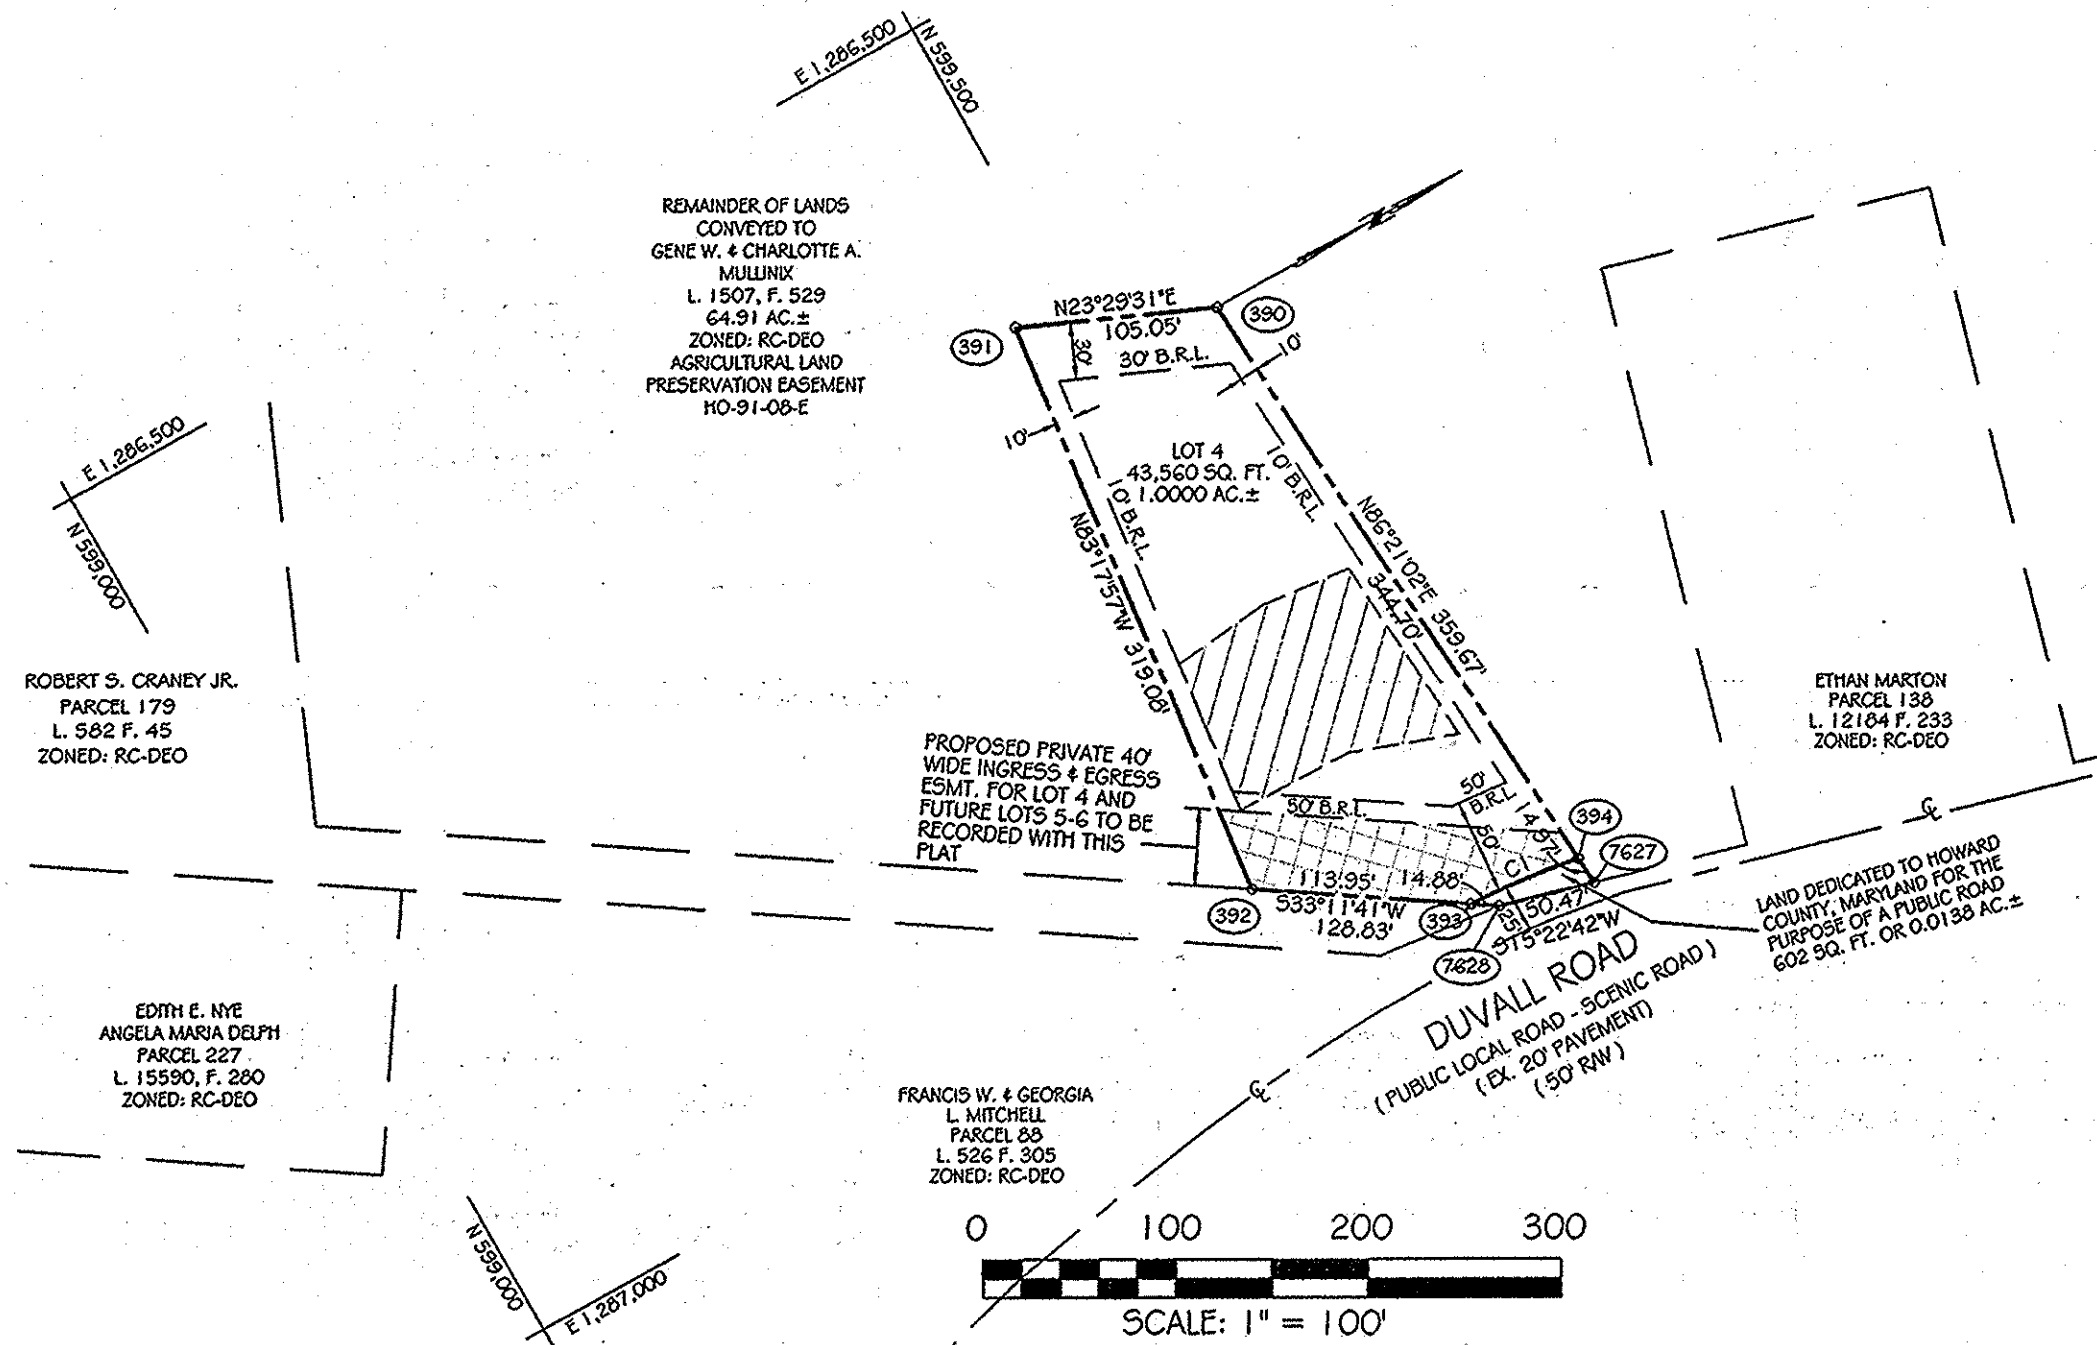 E 1,286,500
N 599,500
REMAINDER OF LANDS
CONVEYED TO
GENE W. & CHARLOTTE A.
MULLINIX
L. 1507, F. 529
64.91 AC.±
ZONED: RC-DEO
AGRICULTURAL LAND
PRESERVATION EASEMENT
HO-91-08-E
N23°29'31"E
105.05'
390
391
30'
30' B.R.L.
10'
10'
LOT 4
43,560 SQ. FT.
1.0000 AC.±
10' B.R.L.
10' B.R.L.
N83°17'57"W 319.08'
N86°21'02"E 359.67'
344.70'
E 1,286,500
N 599,000
ROBERT S. CRANEY JR.
PARCEL 179
L. 582 F. 45
ZONED: RC-DEO
ETHAN MARTON
PARCEL 138
L. 12184 F. 233
ZONED: RC-DEO
PROPOSED PRIVATE 40'
WIDE INGRESS & EGRESS
ESMT. FOR LOT 4 AND
FUTURE LOTS 5-6 TO BE
RECORDED WITH THIS
PLAT
50' B.R.L.
50'
B.R.L
50'
14.97'
C1
394
7627
113.95'
14.88'
392
S33°11'41"W
128.83'
393
25'
50.47'
S15°22'42"W
7628
LAND DEDICATED TO HOWARD
COUNTY, MARYLAND FOR THE
PURPOSE OF A PUBLIC ROAD
602 SQ. FT. OR 0.0138 AC.±
DUVALL ROAD
( PUBLIC LOCAL ROAD - SCENIC ROAD )
( EX. 20' PAVEMENT)
( 50' R/W )
℄
℄
EDITH E. NYE
ANGELA MARIA DELPH
PARCEL 227
L. 15590, F. 280
ZONED: RC-DEO
FRANCIS W. & GEORGIA
L. MITCHELL
PARCEL 88
L. 526 F. 305
ZONED: RC-DEO
N 599,000
E 1,287,000
0 100 200 300
SCALE: 1" = 100'